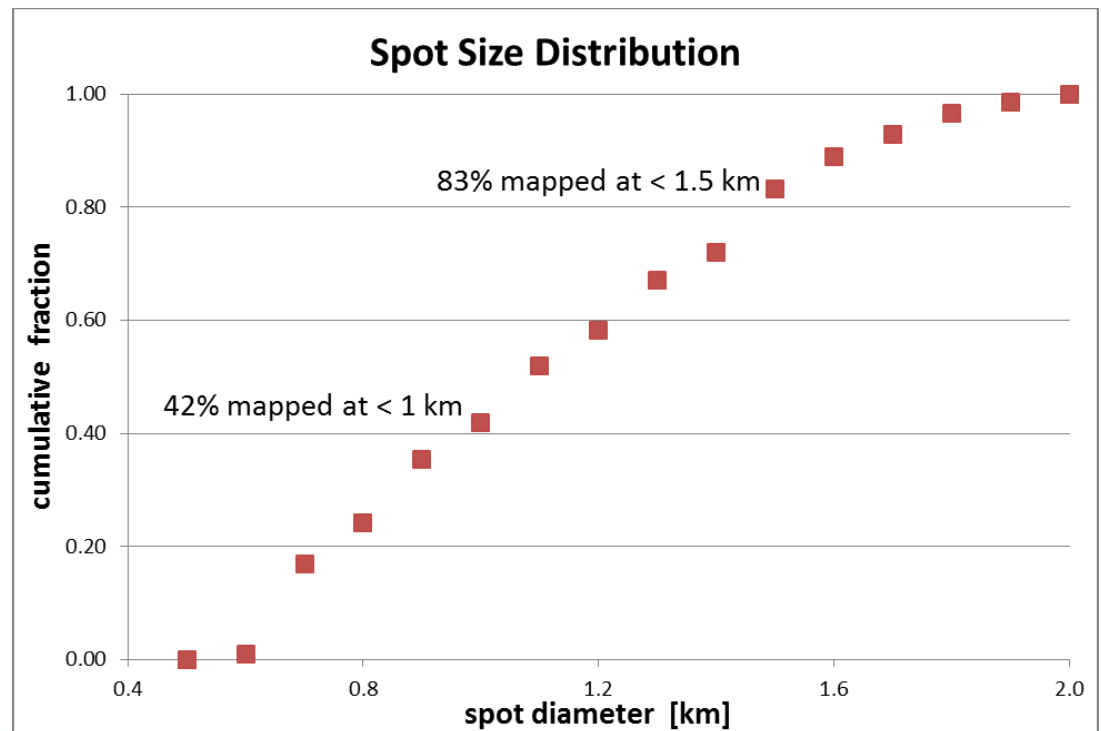 Spot Size Distribution
1.00
83% mapped at < 1.5 km
0.80
0.60
cumulative fraction
42% mapped at < 1 km
0.40
0.20
0.00
0.4 0.8 1.2 1.6 2.0
spot diameter [km]